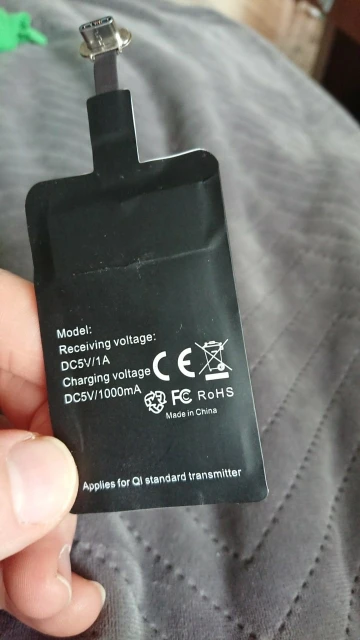 Model:
Receiving voltage:
DC5V/1A
Charging voltage
DC5V/1000mA
CE
FC RoHS
Made in China
Applies for QI standard transmitter